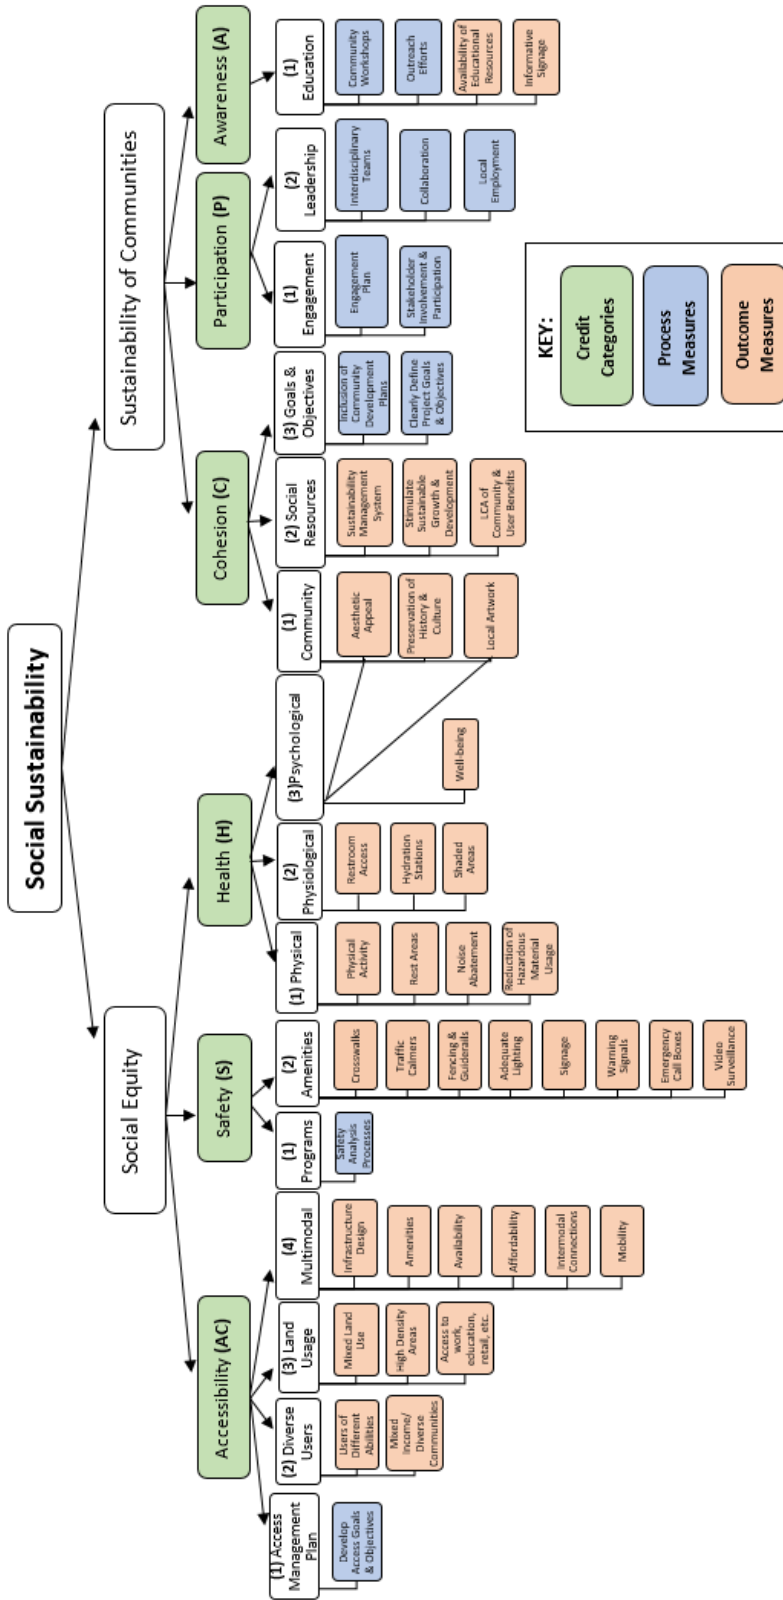 Social Sustainability
Social Equity
Sustainability of Communities
Accessibility (AC)
Safety (S)
Health (H)
Cohesion (C)
Participation (P)
Awareness (A)
(1) Access
Management
Plan
Develop
Access Goals
& Objectives
(2) Diverse
Users
Users of
Different
Abilities
Mixed
Income/
Diverse
Communities
(3) Land
Usage
Mixed Land
Use
High Density
Areas
Access to
work,
education,
retail, etc.
(4)
Multimodal
Infrastructure
Design
Amenities
Availability
Affordability
Intermodal
Connections
Mobility
(1)
Programs
Safety
Analysis
Processes
(2)
Amenities
Crosswalks
Traffic
Calmers
Fencing &
Guiderails
Adequate
Lighting
Signage
Warning
Signals
Emergency
Call Boxes
Video
Surveillance
(1) Physical
Physical
Activity
Rest Areas
Noise
Abatement
Reduction of
Hazardous
Material
Usage
(2)
Physiological
Restroom
Access
Hydration
Stations
Shaded
Areas
(3)Psychological
Well-being
(1)
Community
Aesthetic
Appeal
Preservation of
History &
Culture
Local Artwork
(2) Social
Resources
Sustainability
Management
System
Stimulate
Sustainable
Growth &
Development
LCA of
Community &
User Benefits
(3) Goals &
Objectives
Inclusion of
Community
Development
Plans
Clearly Define
Project Goals
& Objectives
(1)
Engagement
Engagement
Plan
Stakeholder
Involvement &
Participation
(2)
Leadership
Interdisciplinary
Teams
Collaboration
Local
Employment
(1)
Education
Community
Workshops
Outreach
Efforts
Availability of
Educational
Resources
Informative
Signage
KEY:
Credit
Categories
Process
Measures
Outcome
Measures